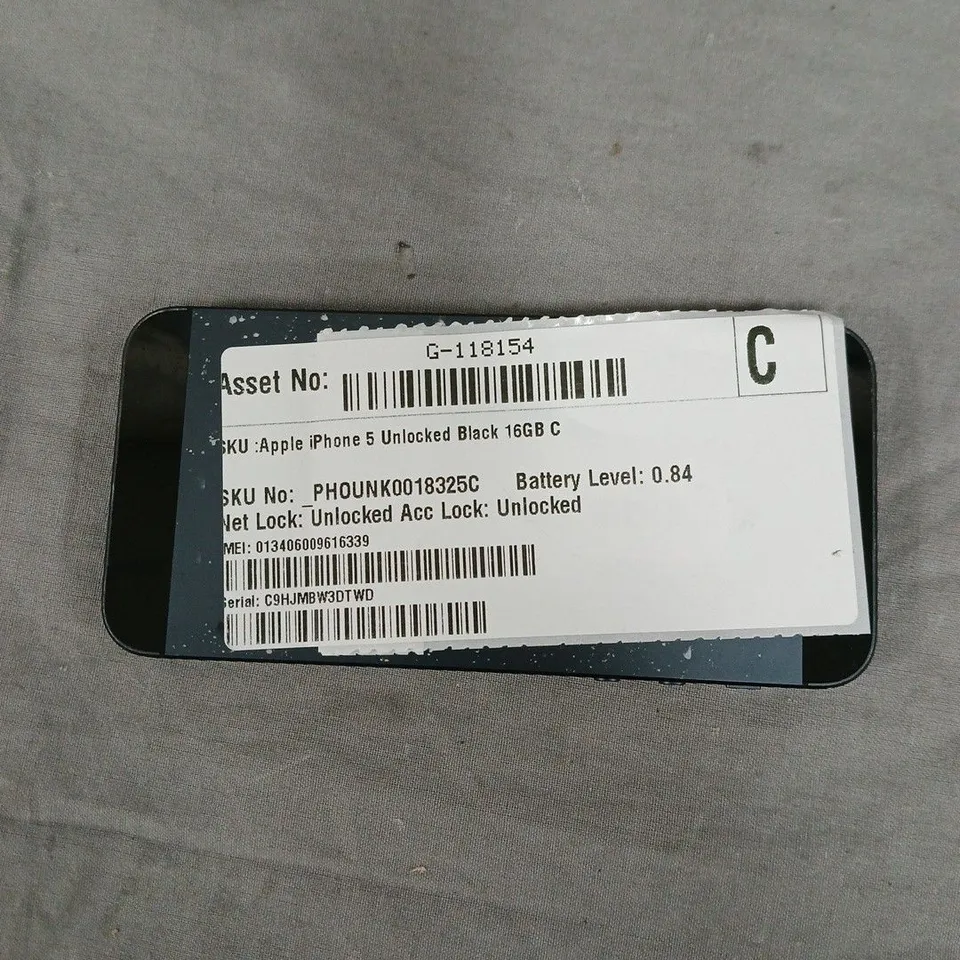 G-118154
Asset No:
C
SKU :Apple iPhone 5 Unlocked Black 16GB C
SKU No: _PHOUNK0018325C Battery Level: 0.84
Net Lock: Unlocked Acc Lock: Unlocked
IMEI: 013406009616339
Serial: C9HJMBW3DTWD